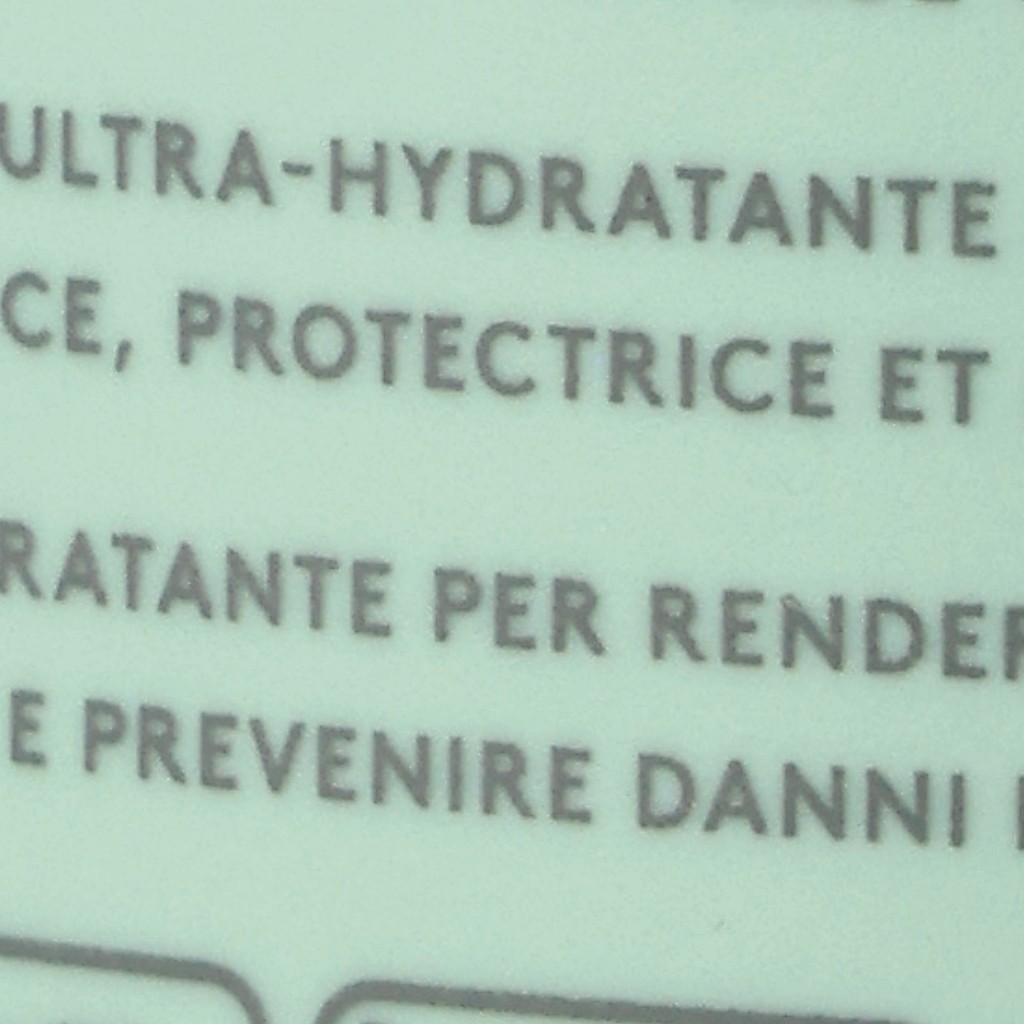 ULTRA-HYDRATANTE
CE, PROTECTRICE ET
RATANTE PER RENDER
E PREVENIRE DANNI